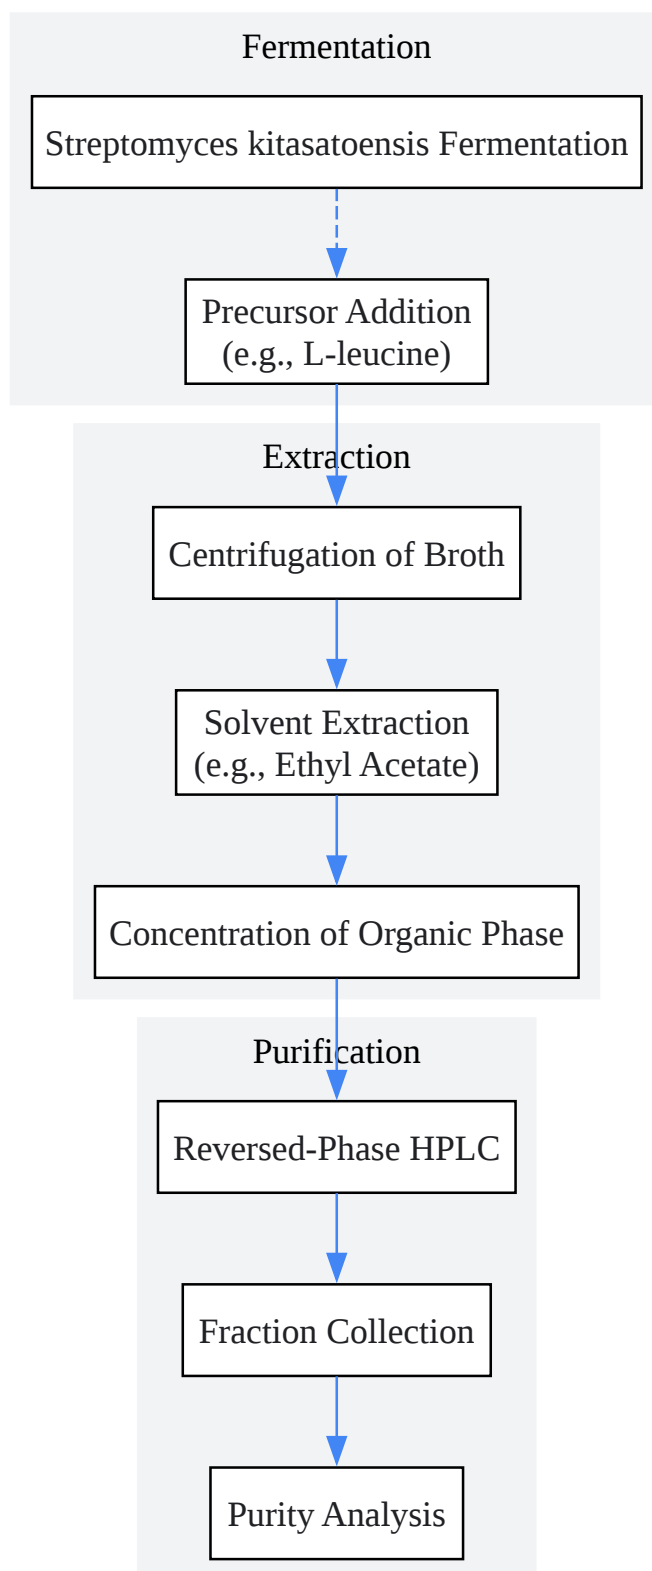 Fermentation
Streptomyces kitasatoensis Fermentation
Precursor Addition
(e.g., L-leucine)
Extraction
Centrifugation of Broth
Solvent Extraction
(e.g., Ethyl Acetate)
Concentration of Organic Phase
Purification
Reversed-Phase HPLC
Fraction Collection
Purity Analysis